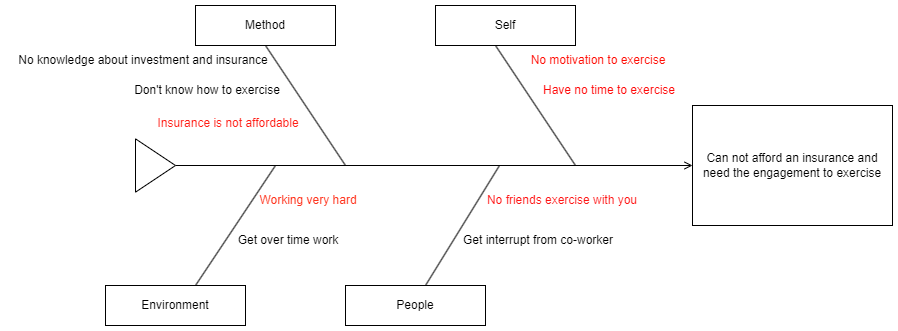 Method
Self
No knowledge about investment and insurance
Don't know how to exercise
Insurance is not affordable
No motivation to exercise
Have no time to exercise
Can not afford an insurance and
need the engagement to exercise
Working very hard
Get over time work
No friends exercise with you
Get interrupt from co-worker
Environment
People